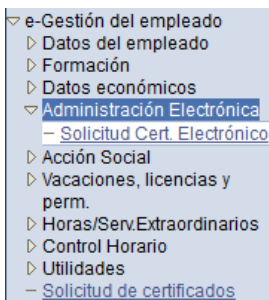 e-Gestión del empleado
Datos del empleado
Formación
Datos económicos
Administración Electrónica
– Solicitud Cert. Electrónico
Acción Social
Vacaciones, licencias y
perm.
Horas/Serv.Extraordinarios
Control Horario
Utilidades
– Solicitud de certificados